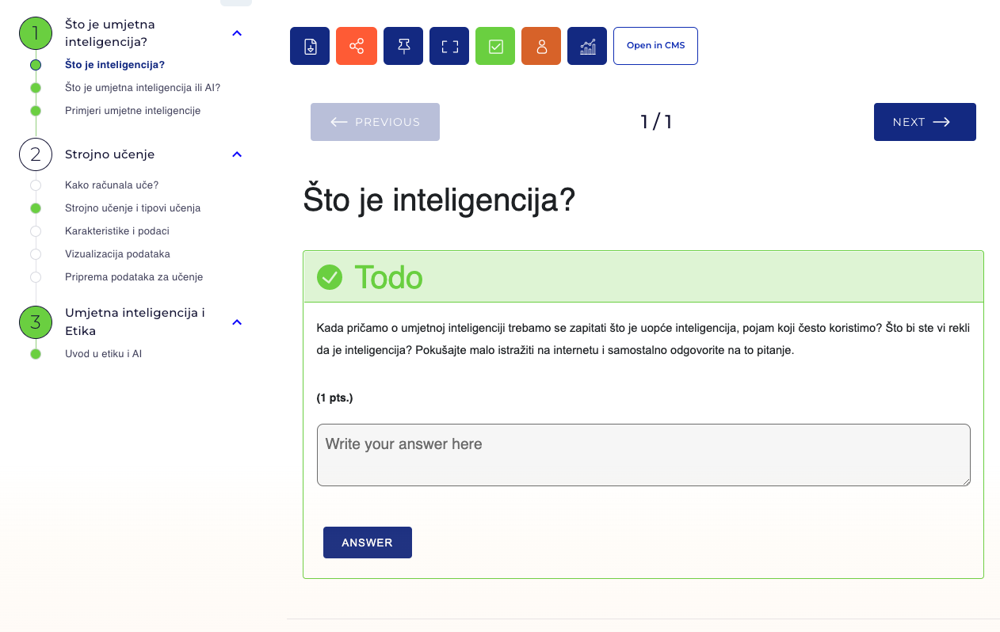 1
Što je umjetna
inteligencija?
Što je inteligencija?
Što je umjetna inteligencija ili AI?
Primjeri umjetne inteligencije
2
Strojno učenje
Kako računala uče?
Strojno učenje i tipovi učenja
Karakteristike i podaci
Vizualizacija podataka
Priprema podataka za učenje
3
Umjetna inteligencija i
Etika
Uvod u etiku i AI
Open in CMS
PREVIOUS
1 / 1
NEXT
Što je inteligencija?
Todo
Kada pričamo o umjetnoj inteligenciji trebamo se zapitati što je uopće inteligencija, pojam koji često koristimo? Što bi ste vi rekli
da je inteligencija? Pokušajte malo istražiti na internetu i samostalno odgovorite na to pitanje.
(1 pts.)
Write your answer here
ANSWER